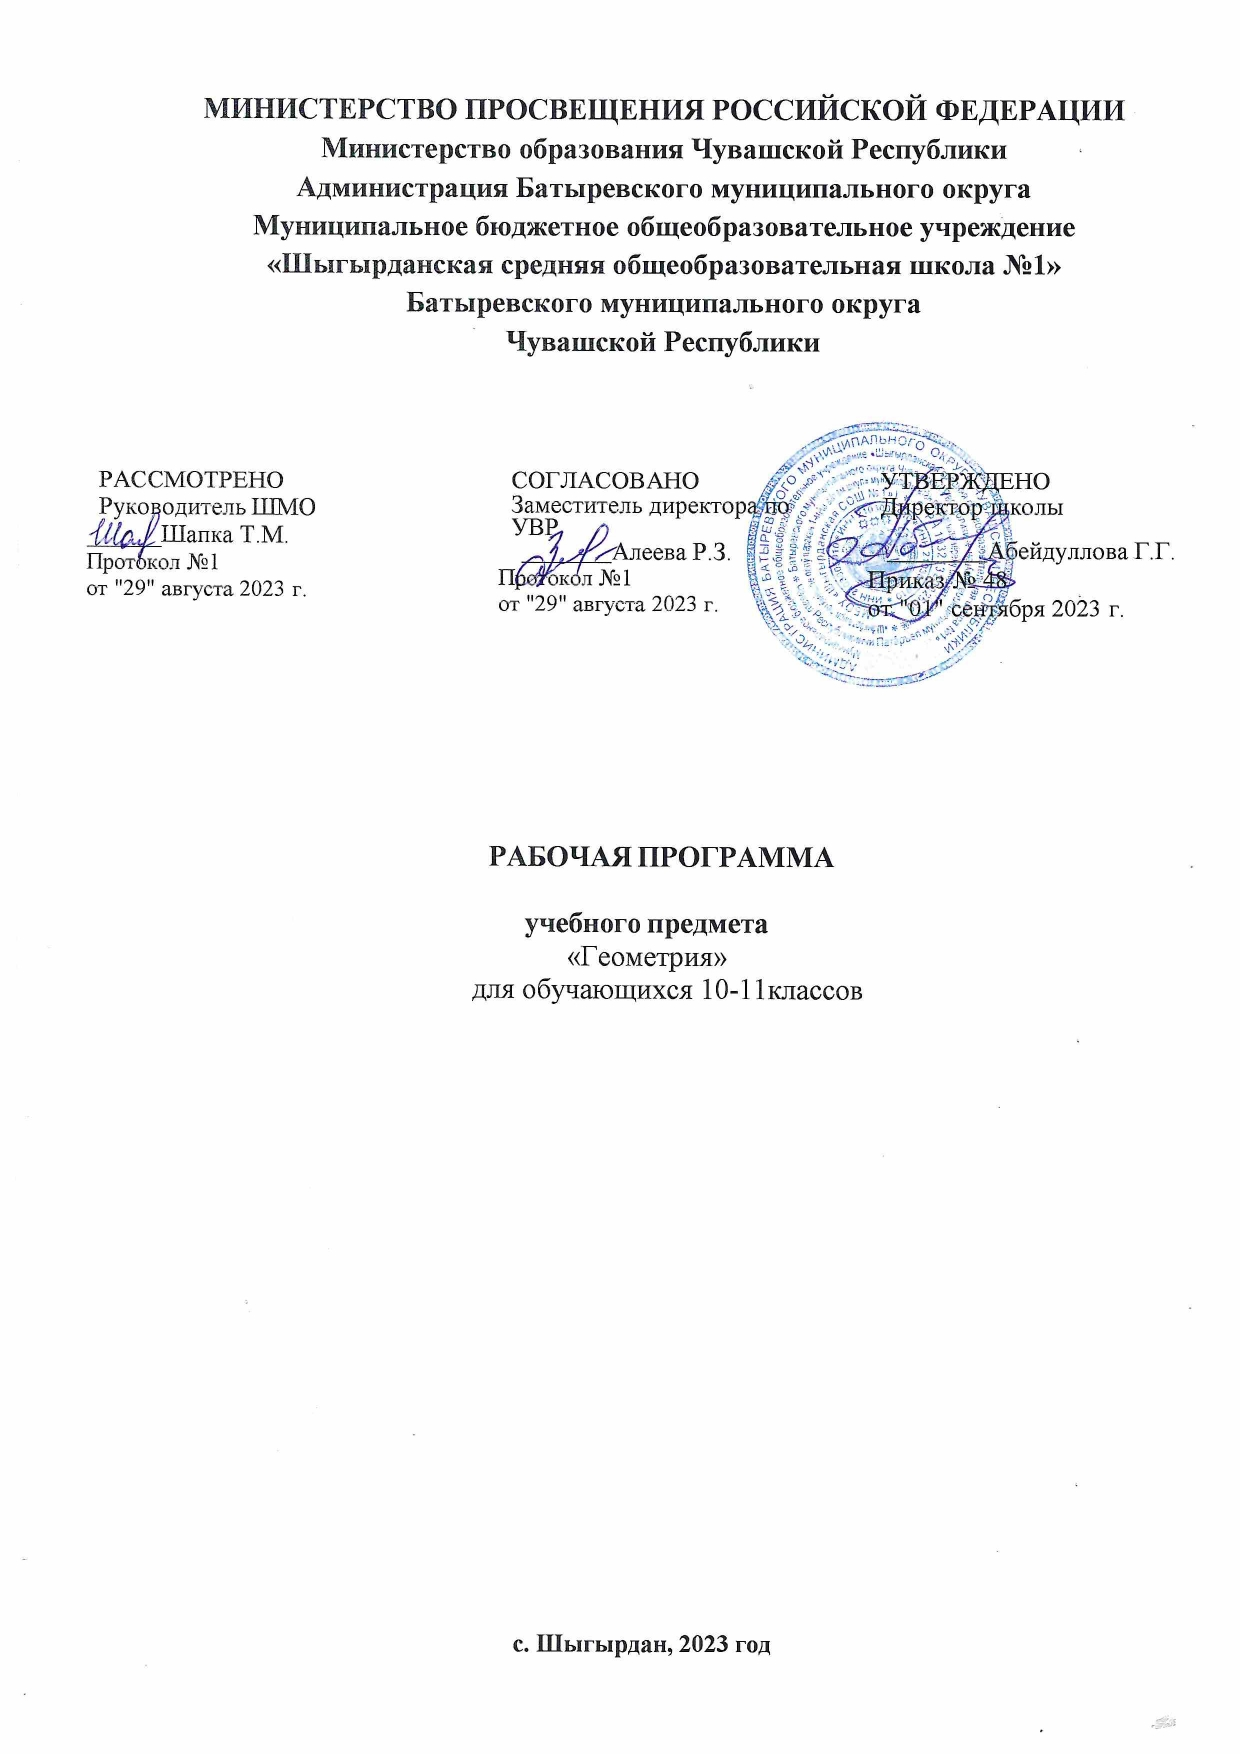 МИНИСТЕРСТВО ПРОСВЕЩЕНИЯ РОССИЙСКОЙ ФЕДЕРАЦИИ
Министерство образования Чувашской Республики
Администрация Батыревского муниципального округа
Муниципальное бюджетное общеобразовательное учреждение
«Шыгырданская средняя общеобразовательная школа №1»
Батыревского муниципального округа
Чувашской Республики
РАССМОТРЕНО
Руководитель ШМО
Шапка Т.М.
Протокол №1
от "29" августа 2023 г.
СОГЛАСОВАНО
Заместитель директора по
УВР
Алеева Р.З.
Протокол №1
от "29" августа 2023 г.
УТВЕРЖДЕНО
Директор школы
Абейдуллова Г.Г.
Приказ № 48
от "01" сентября 2023 г.
РАБОЧАЯ ПРОГРАММА
учебного предмета
«Геометрия»
для обучающихся 10-11классов
с. Шыгырдан, 2023 год